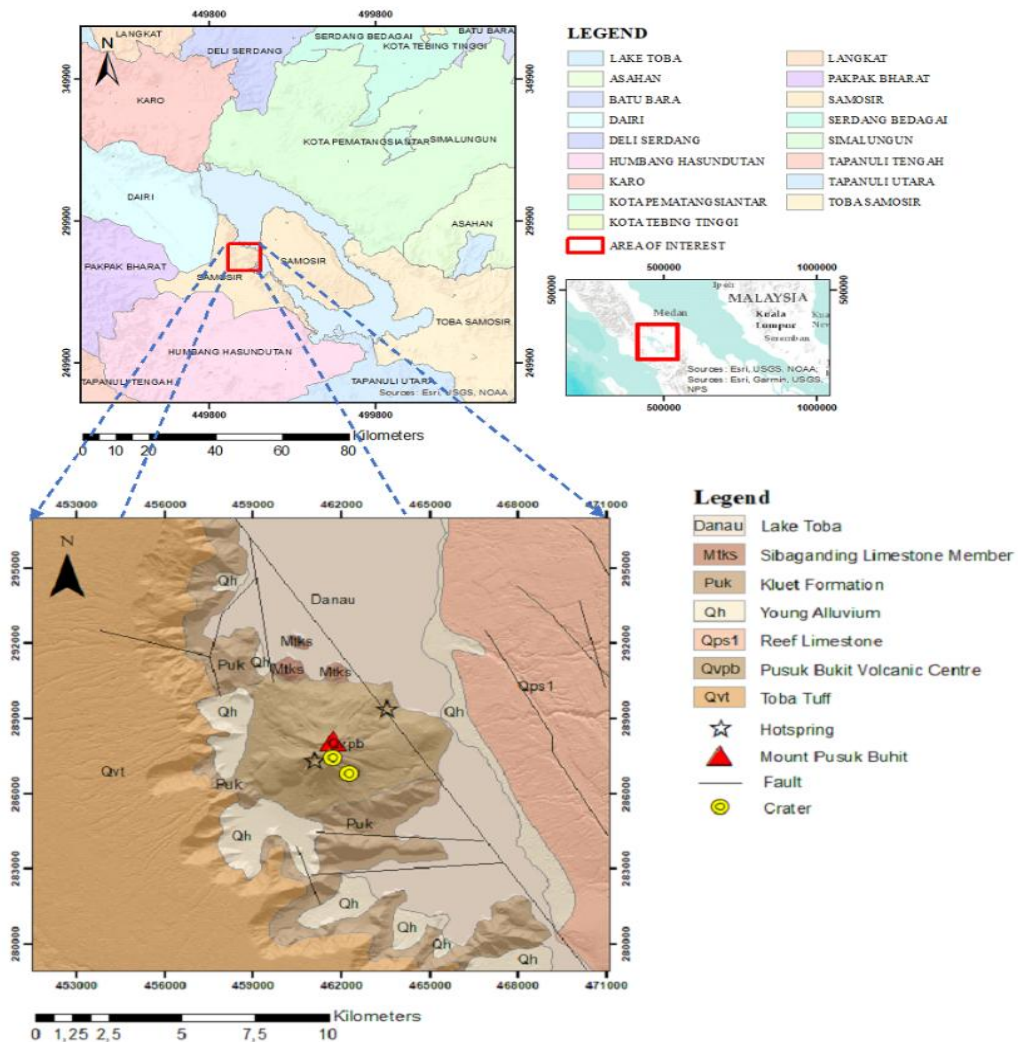 449800
499800
N
LANGKAT
DELI SERDANG
SERDANG BEDAGAI
BATU BARA
KOTA TEBING TINGGI
349900
349900
KARO
KOTA PEMATANGSIANTAR
SIMALUNGUN
DAIRI
299900
299900
ASAHAN
PAKPAK BHARAT
SAMOSIR
SAMOSIR
TOBA SAMOSIR
HUMBANG HASUNDUTAN
249900
249900
TAPANULI TENGAH
TAPANULI UTARA
Sources: Esri, USGS, NOAA
449800
499800
Kilometers
0 10 20 40 60 80
LEGEND
LAKE TOBA
ASAHAN
BATU BARA
DAIRI
DELI SERDANG
HUMBANG HASUNDUTAN
KARO
KOTA PEMATANGSIANTAR
KOTA TEBING TINGGI
AREA OF INTEREST
LANGKAT
PAKPAK BHARAT
SAMOSIR
SERDANG BEDAGAI
SIMALUNGUN
TAPANULI TENGAH
TAPANULI UTARA
TOBA SAMOSIR
500000
1000000
500000
500000
Ipoh
Medan
MALAYSIA
Kuala
Lumpur
Seremban
Sources: Esri, USGS, NOAA;
Sources: Esri, Garmin, USGS,
NPS
500000
1000000
453000 456000 459000 462000 465000 468000 471000
N
295000
295000
Qh
Danau
292000
292000
Mtks
Puk
Qh
Mtks
Mtks
Qps1
289000
289000
Qh
Qh
Qvt
286000
286000
Puk
Puk
Qh
283000
283000
Qh
Qh
Qh
280000
280000
Qh
453000 456000 459000 462000 465000 468000 471000
Kilometers
0 1,25 2,5 5 7,5 10
Legend
Danau Lake Toba
Mtks Sibaganding Limestone Member
Puk Kluet Formation
Qh Young Alluvium
Qps1 Reef Limestone
Qvpb Pusuk Bukit Volcanic Centre
Qvt Toba Tuff
Hotspring
Mount Pusuk Buhit
Fault
Crater